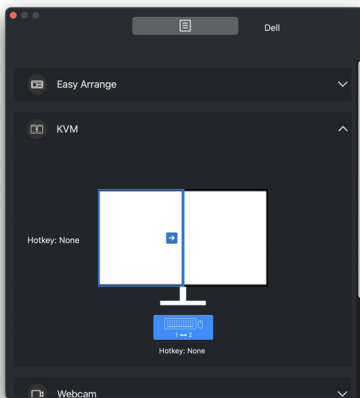 Dell
Easy Arrange
KVM
Hotkey: None
1 ↔ 2
Hotkey: None
Webcam